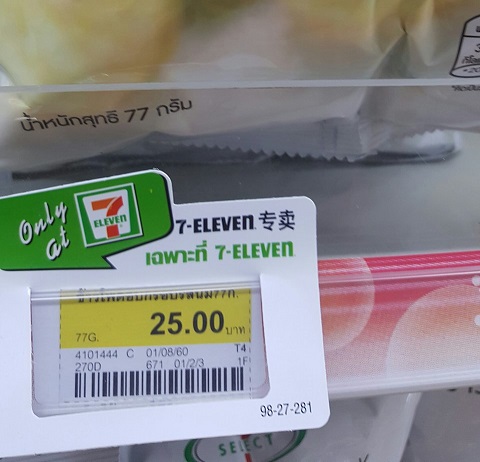 น้ำหนักสุทธิ 77 กรัม
Only at
7 ELEVEN
7-ELEVEN. 专卖
เฉพาะที่ 7-ELEVEN.
25.00 บาท
77G.
4101444 C 01/08/60 T4
270D 671 01/2/3 1F
98-27-281
SELECT